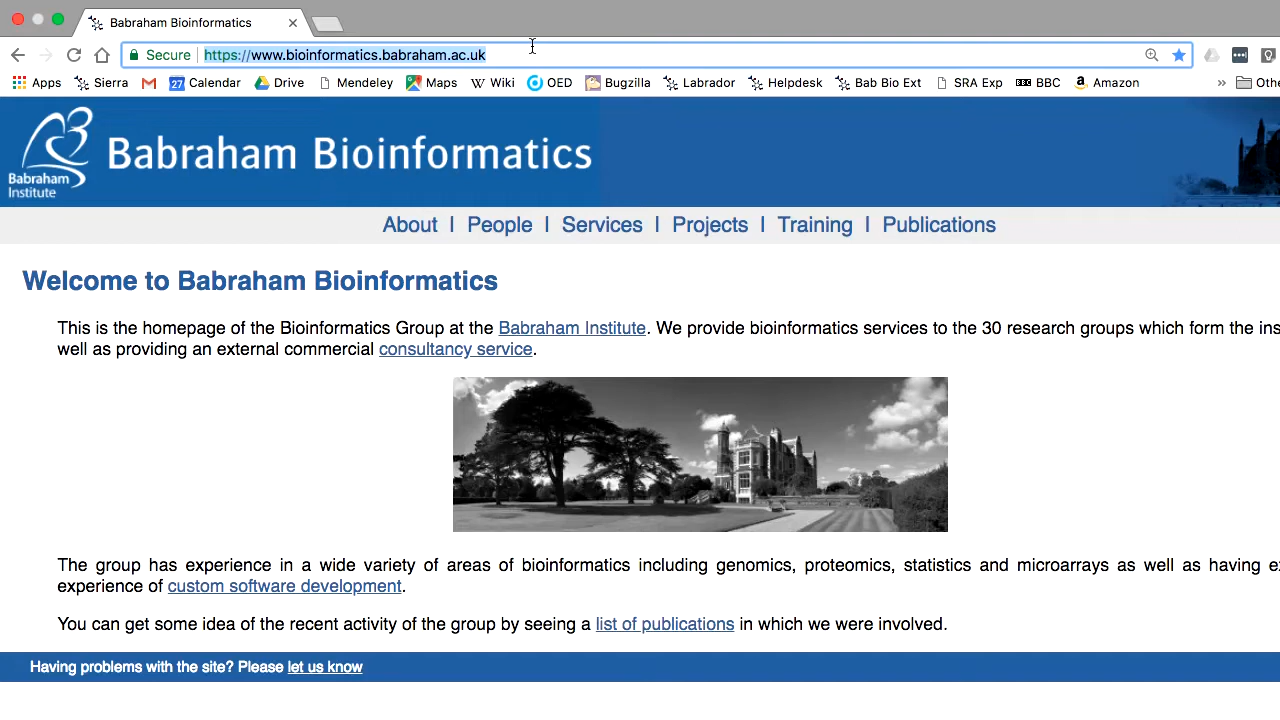 Babraham Bioinformatics
Secure https://www.bioinformatics.babraham.ac.uk
Apps Sierra 27 Calendar Drive Mendeley Maps W Wiki OED Bugzilla Labrador Helpdesk Bab Bio Ext SRA Exp BBC BBC a Amazon » Othe
Babraham Institute
Babraham Bioinformatics
About | People | Services | Projects | Training | Publications
Welcome to Babraham Bioinformatics
This is the homepage of the Bioinformatics Group at the Babraham Institute. We provide bioinformatics services to the 30 research groups which form the ins
well as providing an external commercial consultancy service.
The group has experience in a wide variety of areas of bioinformatics including genomics, proteomics, statistics and microarrays as well as having e
experience of custom software development.
You can get some idea of the recent activity of the group by seeing a list of publications in which we were involved.
Having problems with the site? Please let us know